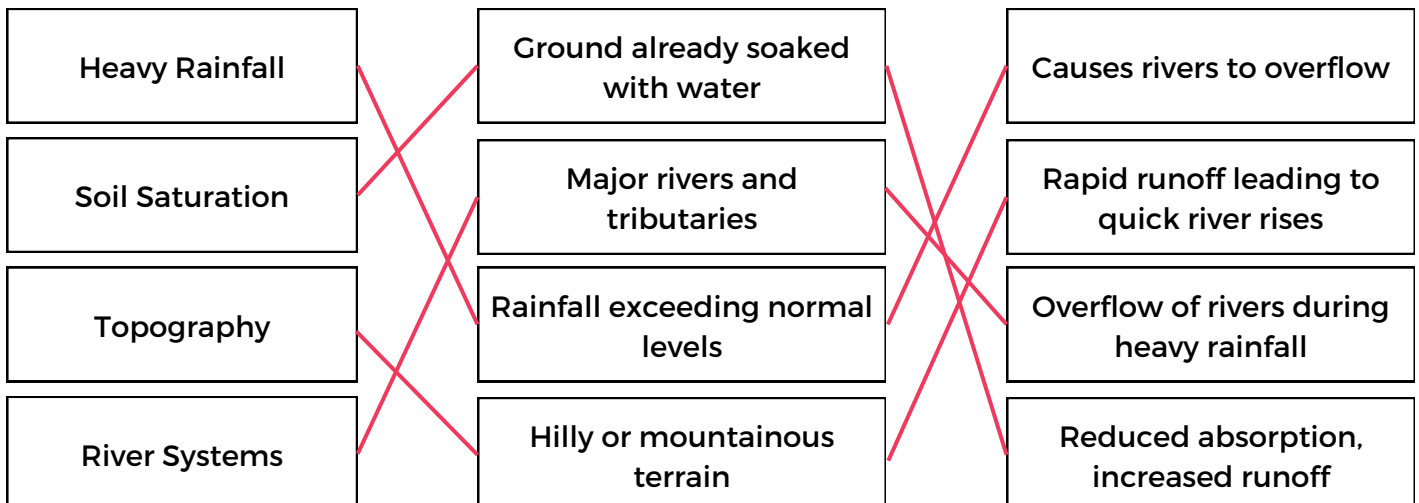 Heavy Rainfall
Ground already soaked
with water
Causes rivers to overflow
Soil Saturation
Major rivers and
tributaries
Rapid runoff leading to
quick river rises
Topography
Rainfall exceeding normal
levels
Overflow of rivers during
heavy rainfall
River Systems
Hilly or mountainous
terrain
Reduced absorption,
increased runoff